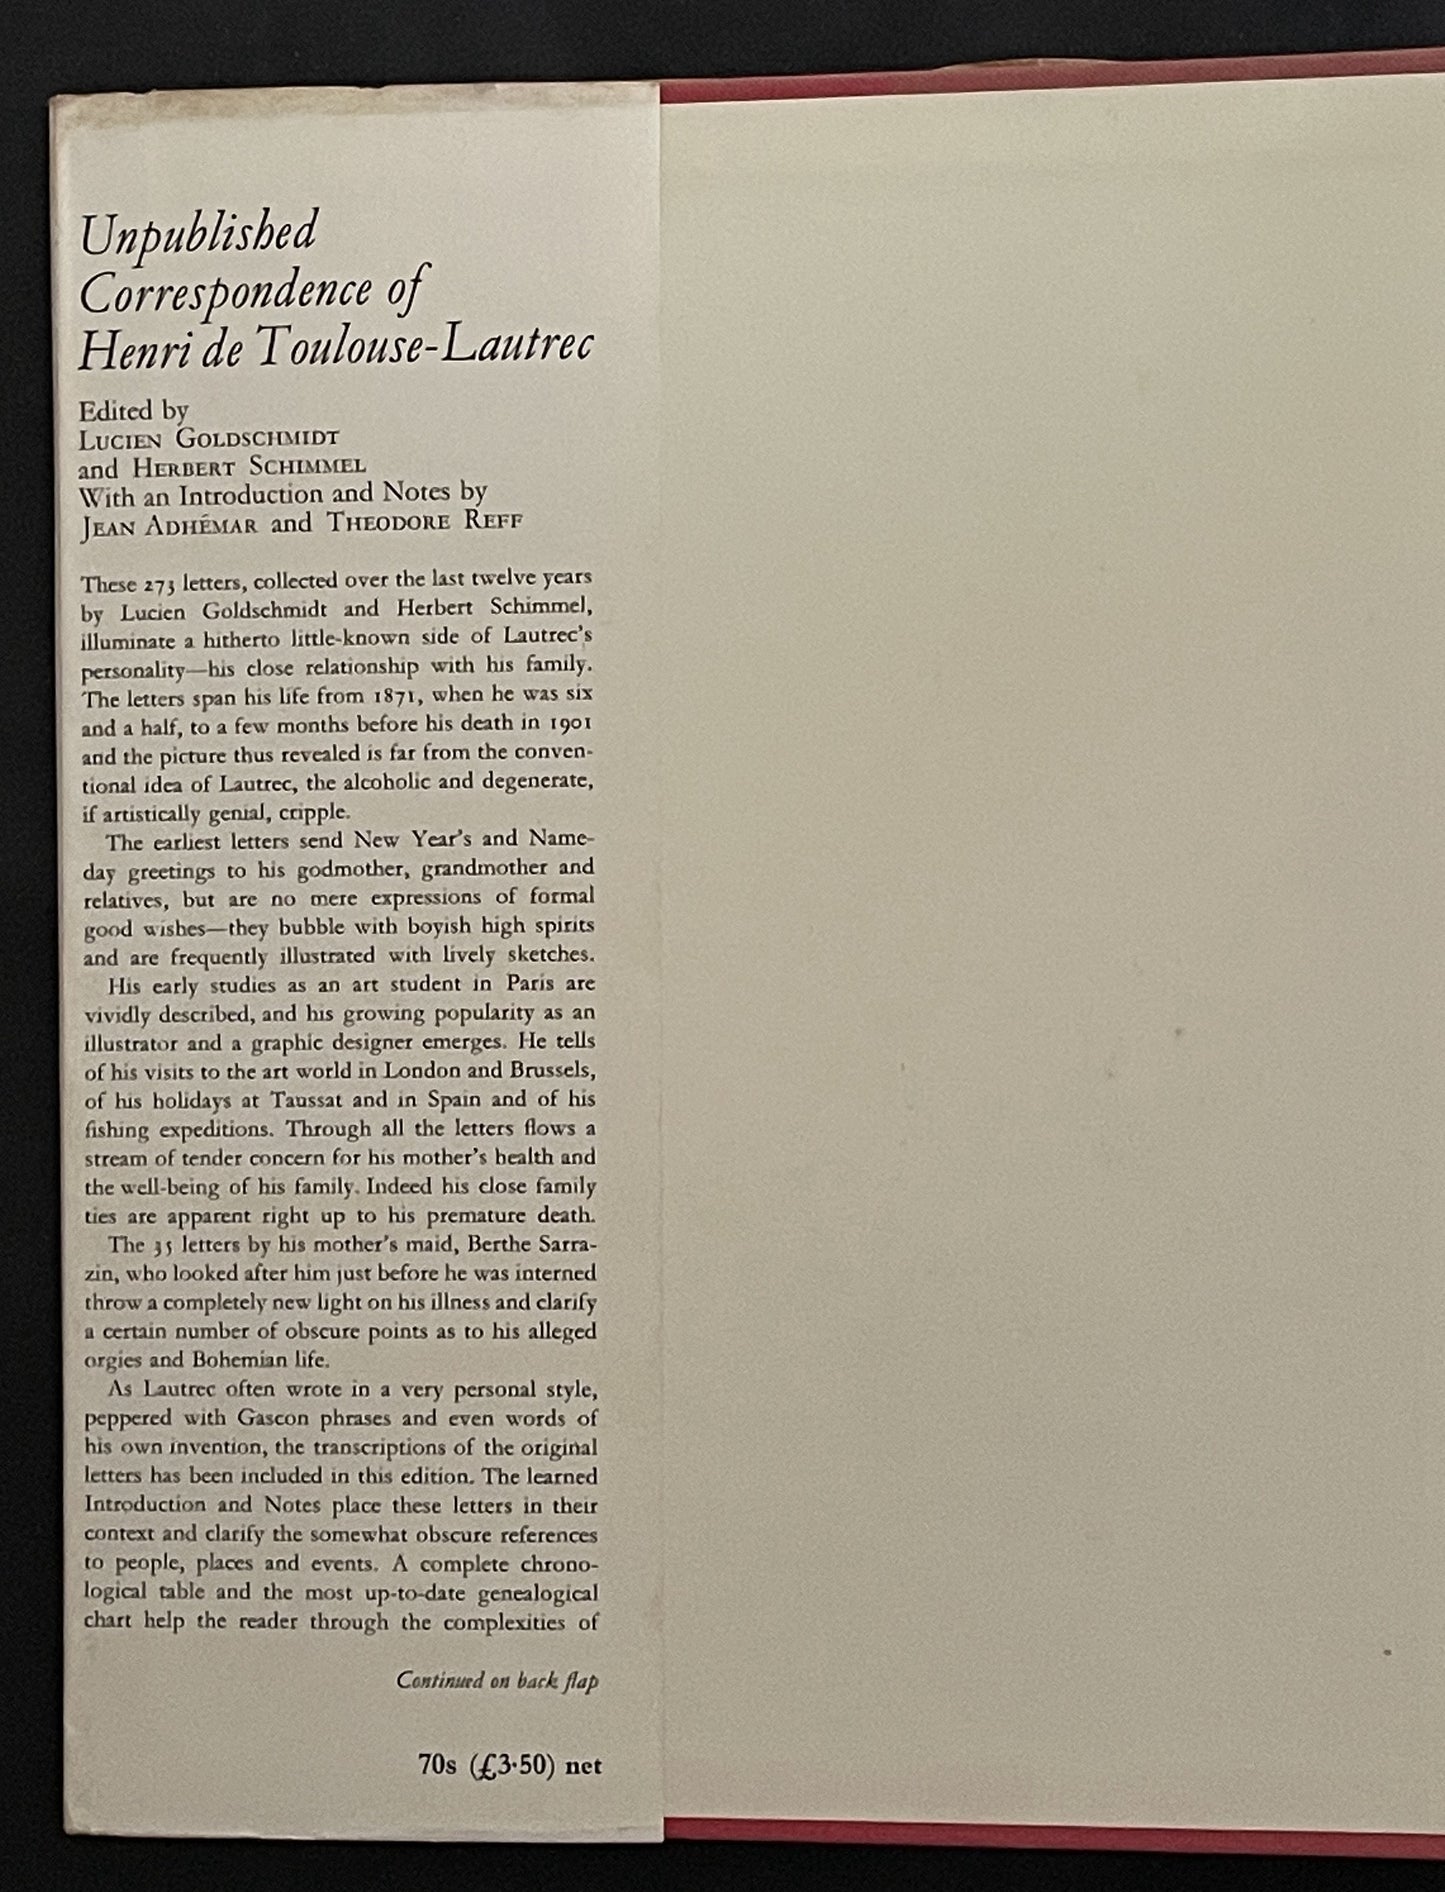 Unpublished
Correspondence of
Henri de Toulouse-Lautrec
Edited by
LUCIEN GOLDSCHMIDT
and HERBERT SCHIMMEL
With an Introduction and Notes by
JEAN ADHÉMAR and THEODORE REFF
These 273 letters, collected over the last twelve years
by Lucien Goldschmidt and Herbert Schimmel,
illuminate a hitherto little-known side of Lautrec's
personality—his close relationship with his family.
The letters span his life from 1871, when he was six
and a half, to a few months before his death in 1901
and the picture thus revealed is far from the conven-
tional idea of Lautrec, the alcoholic and degenerate,
if artistically genial, cripple.
The earliest letters send New Year's and Name-
day greetings to his godmother, grandmother and
relatives, but are no mere expressions of formal
good wishes—they bubble with boyish high spirits
and are frequently illustrated with lively sketches.
His early studies as an art student in Paris are
vividly described, and his growing popularity as an
illustrator and a graphic designer emerges. He tells
of his visits to the art world in London and Brussels,
of his holidays at Taussat and in Spain and of his
fishing expeditions. Through all the letters flows a
stream of tender concern for his mother's health and
the well-being of his family. Indeed his close family
ties are apparent right up to his premature death.
The 35 letters by his mother's maid, Berthe Sarra-
zin, who looked after him just before he was interned
throw a completely new light on his illness and clarify
a certain number of obscure points as to his alleged
orgies and Bohemian life.
As Lautrec often wrote in a very personal style,
peppered with Gascon phrases and even words of
his own invention, the transcriptions of the original
letters has been included in this edition. The learned
Introduction and Notes place these letters in their
context and clarify the somewhat obscure references
to people, places and events. A complete chrono-
logical table and the most up-to-date genealogical
chart help the reader through the complexities of
Continued on back flap
70s (£3·50) net